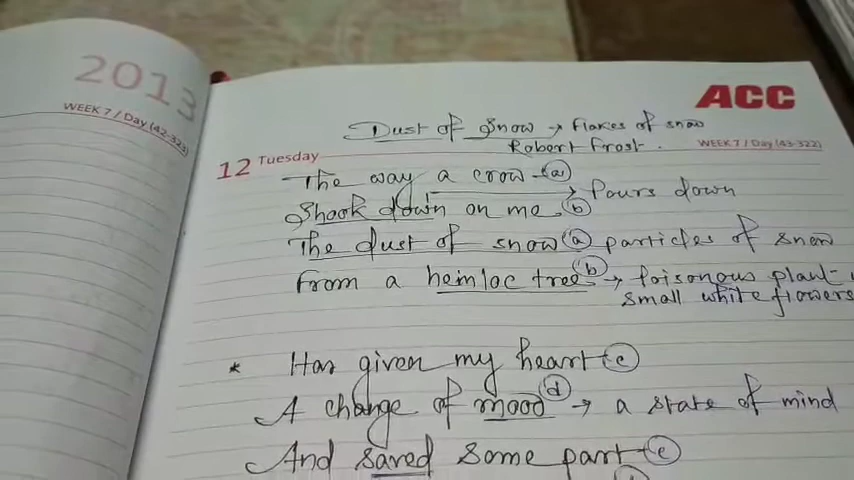 2013
WEEK 7 / Day (42-323)
ACC
WEEK 7 / Day (43-322)
12 Tuesday
Dust of Snow → flakes of snow
Robert Frost.
The way a crow (a)
Shook down on me (b) → Pours down
The dust of snow (a) particles of snow
From a hemloc tree (b) → Poisonous plant
small white flowers
* Has given my heart (c)
A change of mood (d) → a state of mind
And saved some part (c)